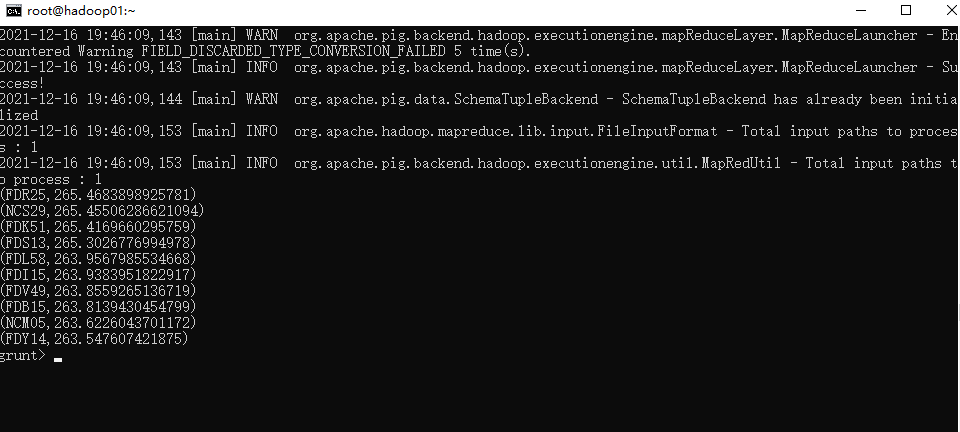 root@hadoop01:~
2021-12-16 19:46:09,143 [main] WARN  org.apache.pig.backend.hadoop.executionengine.mapReduceLayer.MapReduceLauncher - En
countered Warning FIELD_DISCARDED_TYPE_CONVERSION_FAILED 5 time(s).
2021-12-16 19:46:09,143 [main] INFO  org.apache.pig.backend.hadoop.executionengine.mapReduceLayer.MapReduceLauncher - Su
ccess!
2021-12-16 19:46:09,144 [main] WARN  org.apache.pig.data.SchemaTupleBackend - SchemaTupleBackend has already been initia
lized
2021-12-16 19:46:09,153 [main] INFO  org.apache.hadoop.mapreduce.lib.input.FileInputFormat - Total input paths to proces
s : 1
2021-12-16 19:46:09,153 [main] INFO  org.apache.pig.backend.hadoop.executionengine.util.MapRedUtil - Total input paths t
o process : 1
(FDR25,265.4683898925781)
(NCS29,265.45506286621094)
(FDK51,265.4169660295759)
(FDS13,265.3026776994978)
(FDL58,263.9567985534668)
(FDI15,263.9383951822917)
(FDV49,263.8559265136719)
(FDB15,263.8139430454799)
(NCM05,263.6226043701172)
(FDY14,263.547607421875)
grunt>